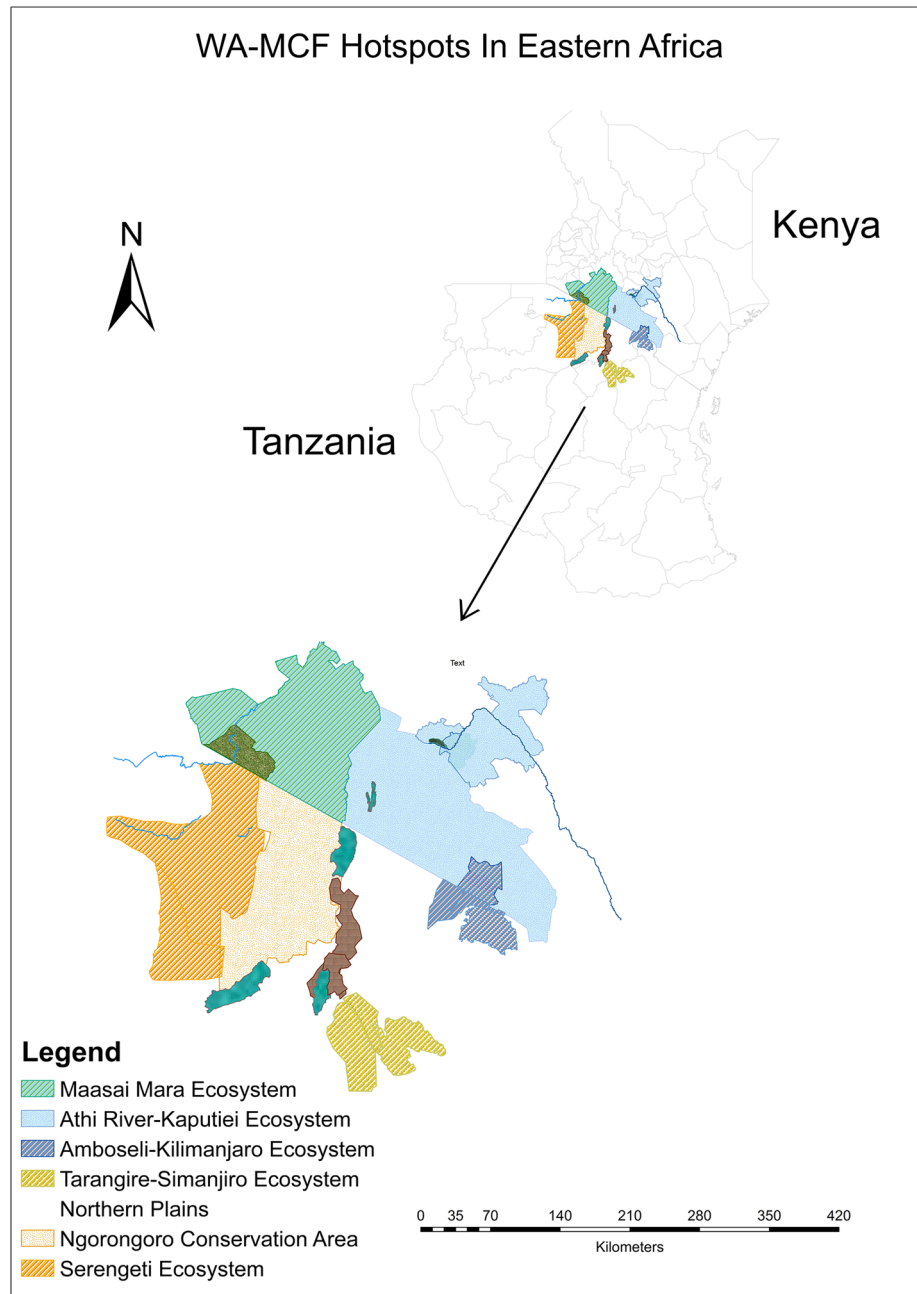 WA-MCF Hotspots In Eastern Africa
N
Kenya
Tanzania
Text
Legend
Maasai Mara Ecosystem
Athi River-Kaputiei Ecosystem
Amboseli-Kilimanjaro Ecosystem
Tarangire-Simanjiro Ecosystem
Northern Plains
Ngorongoro Conservation Area
Serengeti Ecosystem
0 35 70 140 210 280 350 420
Kilometers